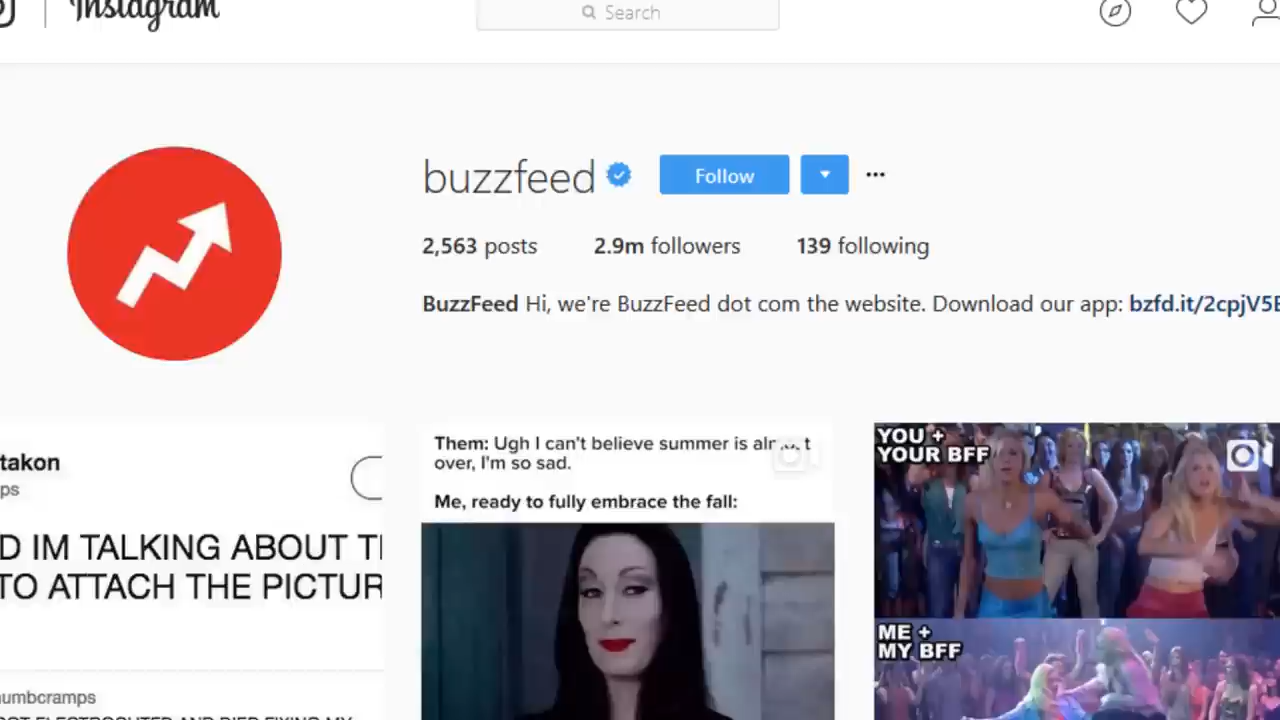 Instagram
Search
buzzfeed
Follow
2,563 posts 2.9m followers 139 following
BuzzFeed Hi, we're BuzzFeed dot com the website. Download our app: bzfd.it/2cpjV5
takon
ps
D IM TALKING ABOUT T
TO ATTACH THE PICTUR
umbcramps
Them: Ugh I can't believe summer is almost
over, I'm so sad.
Me, ready to fully embrace the fall:
YOU +
YOUR BFF
ME +
MY BFF